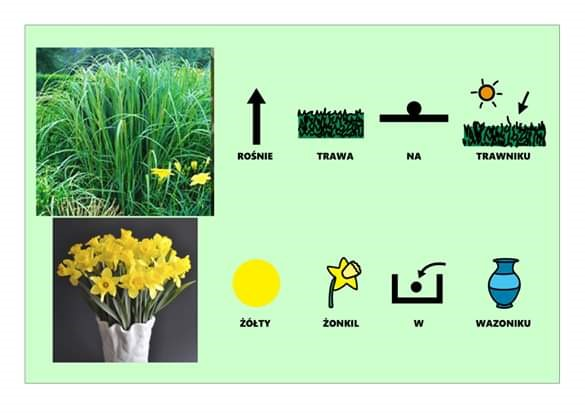 ROŚNIE TRAWA NA TRAWNIKU
ŻÓŁTY ŻONKIL W WAZONIKU